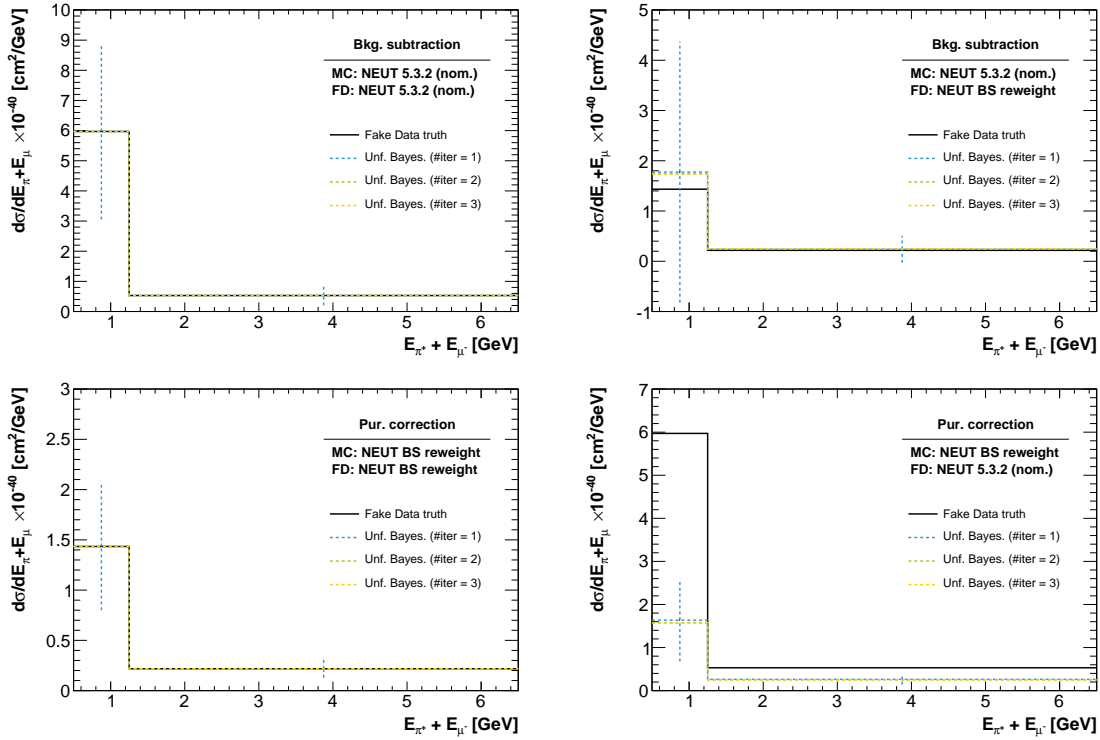 dσ/dE_π+E_μ ×10^-40 [cm^2/GeV]
10
9
8
7
6
5
4
3
2
1
0
Bkg. subtraction
MC: NEUT 5.3.2 (nom.)
FD: NEUT 5.3.2 (nom.)
Fake Data truth
Unf. Bayes. (#iter = 1)
Unf. Bayes. (#iter = 2)
Unf. Bayes. (#iter = 3)
1 2 3 4 5 6
E_π+ + E_μ- [GeV]
dσ/dE_π+E_μ ×10^-40 [cm^2/GeV]
5
4
3
2
1
0
-1
Bkg. subtraction
MC: NEUT 5.3.2 (nom.)
FD: NEUT BS reweight
Fake Data truth
Unf. Bayes. (#iter = 1)
Unf. Bayes. (#iter = 2)
Unf. Bayes. (#iter = 3)
1 2 3 4 5 6
E_π+ + E_μ- [GeV]
dσ/dE_π+E_μ ×10^-40 [cm^2/GeV]
3
2.5
2
1.5
1
0.5
0
Pur. correction
MC: NEUT BS reweight
FD: NEUT BS reweight
Fake Data truth
Unf. Bayes. (#iter = 1)
Unf. Bayes. (#iter = 2)
Unf. Bayes. (#iter = 3)
1 2 3 4 5 6
E_π+ + E_μ- [GeV]
dσ/dE_π+E_μ ×10^-40 [cm^2/GeV]
7
6
5
4
3
2
1
0
Pur. correction
MC: NEUT BS reweight
FD: NEUT 5.3.2 (nom.)
Fake Data truth
Unf. Bayes. (#iter = 1)
Unf. Bayes. (#iter = 2)
Unf. Bayes. (#iter = 3)
1 2 3 4 5 6
E_π+ + E_μ- [GeV]